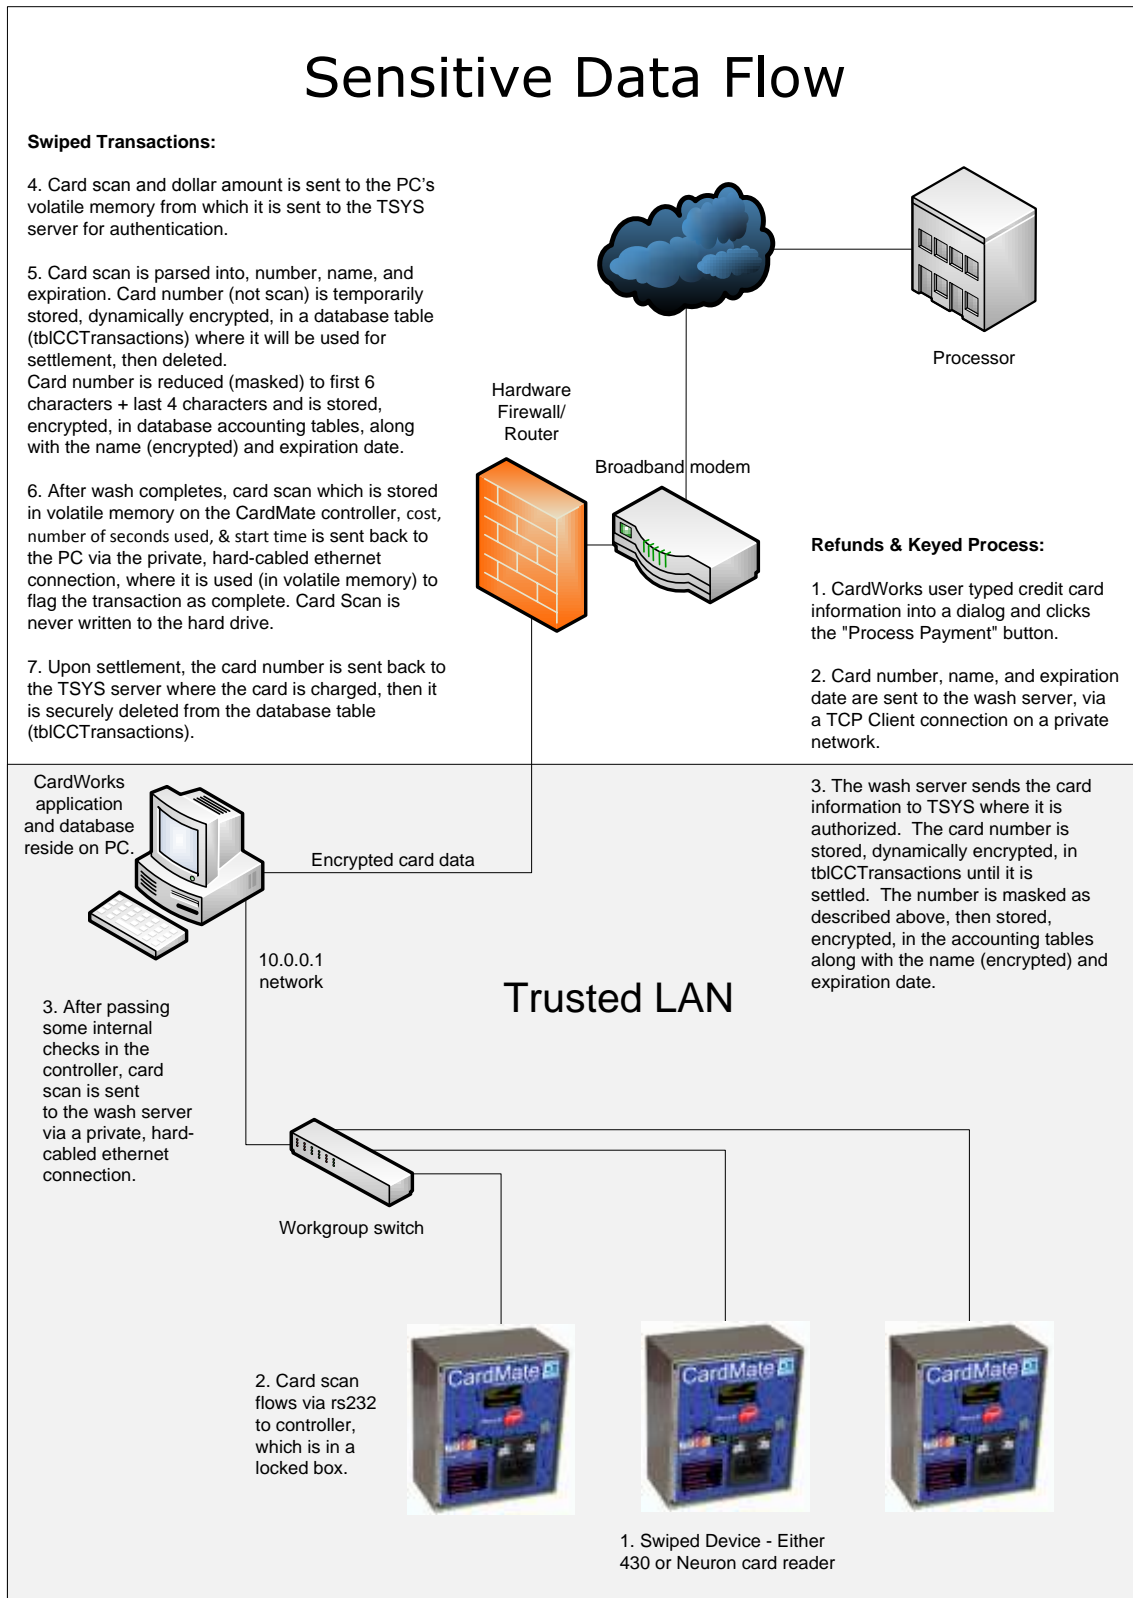 Sensitive Data Flow
Swiped Transactions:
4. Card scan and dollar amount is sent to the PC's
volatile memory from which it is sent to the TSYS
server for authentication.
5. Card scan is parsed into, number, name, and
expiration. Card number (not scan) is temporarily
stored, dynamically encrypted, in a database table
(tblCCTransactions) where it will be used for
settlement, then deleted.
Card number is reduced (masked) to first 6
characters + last 4 characters and is stored,
encrypted, in database accounting tables, along
with the name (encrypted) and expiration date.
6. After wash completes, card scan which is stored
in volatile memory on the CardMate controller, cost,
number of seconds used, & start time is sent back to
the PC via the private, hard-cabled ethernet
connection, where it is used (in volatile memory) to
flag the transaction as complete. Card Scan is
never written to the hard drive.
7. Upon settlement, the card number is sent back to
the TSYS server where the card is charged, then it
is securely deleted from the database table
(tblCCTransactions).
Processor
Hardware
Firewall/
Router
Broadband modem
Refunds & Keyed Process:
1. CardWorks user typed credit card
information into a dialog and clicks
the "Process Payment" button.
2. Card number, name, and expiration
date are sent to the wash server, via
a TCP Client connection on a private
network.
3. The wash server sends the card
information to TSYS where it is
authorized.  The card number is
stored, dynamically encrypted, in
tblCCTransactions until it is
settled.  The number is masked as
described above, then stored,
encrypted, in the accounting tables
along with the name (encrypted) and
expiration date.
CardWorks
application
and database
reside on PC.
Encrypted card data
10.0.0.1
network
Trusted LAN
3. After passing
some internal
checks in the
controller, card
scan is sent
to the wash server
via a private, hard-
cabled ethernet
connection.
Workgroup switch
2. Card scan
flows via rs232
to controller,
which is in a
locked box.
CardMate
CardMate
CardMate
1. Swiped Device - Either
430 or Neuron card reader